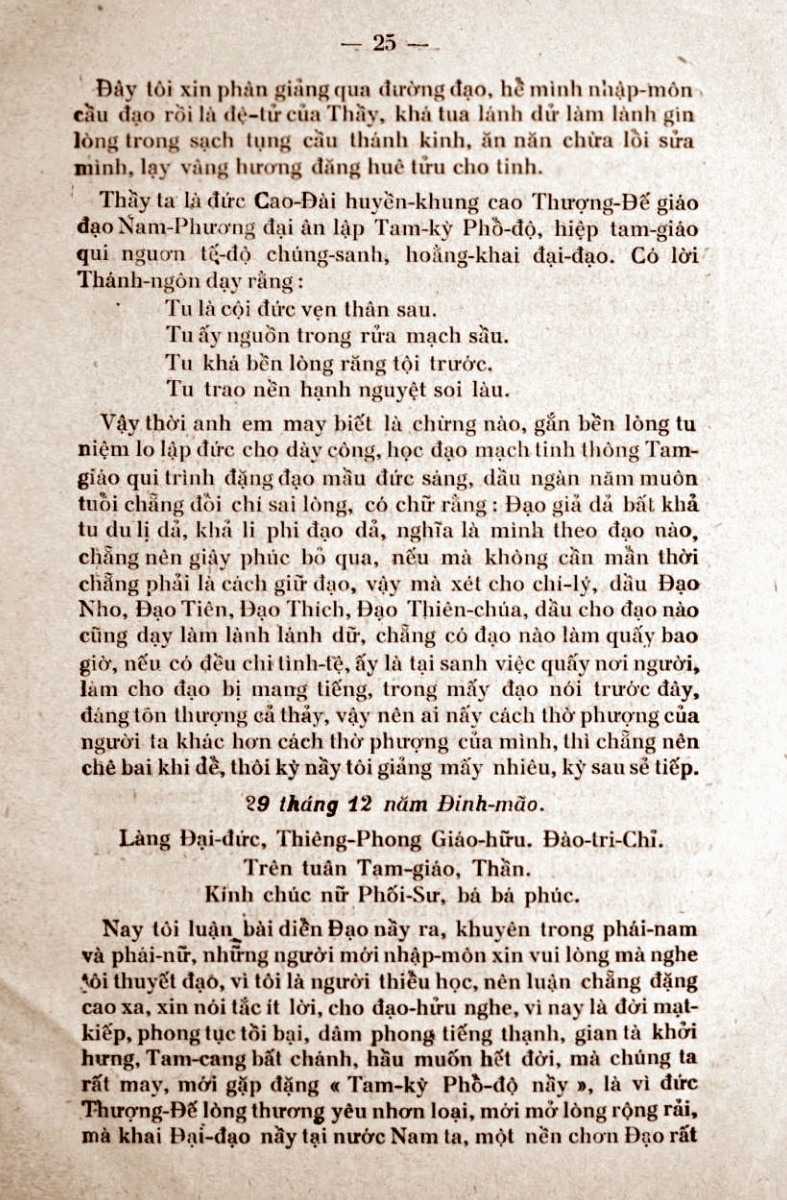 — 25 —
Đây tôi xin phân giảng qua đường đạo, hễ mình nhập-môn
cầu đạo rồi là đệ-tử của Thầy, khá tua lánh dử làm lành gìn
lòng trong sạch tụng cầu thánh kinh, ăn năn chừa lỗi sửa
mình, lạy vâng hương đăng huê tửu cho tinh.
Thầy ta là đức Cao-Đài huyền-khung cao Thượng-Đế giáo
đạo Nam-Phương đại ân lập Tam-kỳ Phổ-độ, hiệp tam-giáo
qui nguơn tế-độ chúng-sanh, hoằng-khai đại-đạo. Có lời
Thánh-ngôn dạy rằng :
Tu là cội đức vẹn thân sau.
Tu ấy nguồn trong rửa mạch sầu.
Tu khá bền lòng răng tội trước.
Tu trao nền hạnh nguyệt soi làu.
Vậy thời anh em may biết là chừng nào, gắn bền lòng tu
niệm lo lập đức cho dày công, học đạo mạch tinh thông Tam-
giáo qui trình đặng đạo mầu đức sáng, dầu ngàn năm muôn
tuổi chẳng đổi chí sai lòng, có chữ rằng : Đạo giả dả bất khả
tu du lị dả, khả li phi đạo dả, nghĩa là mình theo đạo nào,
chẳng nên giây phúc bỏ qua, nếu mà không cần mẫn thời
chẳng phải là cách giữ đạo, vậy mà xét cho chí-lý, dầu Đạo
Nho, Đạo Tiên, Đạo Thích, Đạo Thiên-chúa, dầu cho đạo nào
cũng dạy làm lành lánh dữ, chẳng có đạo nào làm quấy bao
giờ, nếu có đều chi tình-tệ, ấy là tại sanh việc quấy nơi người,
làm cho đạo bị mang tiếng, trong mấy đạo nói trước đây,
đáng tôn thượng cả thảy, vậy nên ai nấy cách thờ phượng của
người ta khác hơn cách thờ phượng của mình, thì chẳng nên
chê bai khi dể, thôi kỳ nầy tôi giảng mấy nhiêu, kỳ sau sẻ tiếp.
29 tháng 12 năm Đinh-mão.
Làng Đại-đức, Thiêng-Phong Giáo-hữu. Đào-tri-Chỉ.
Trên tuân Tam-giáo, Thần.
Kính chúc nữ Phối-Sư, bá bá phúc.
Nay tôi luận bài diễn Đạo nầy ra, khuyên trong phái-nam
và phái-nữ, những người mới nhập-môn xin vui lòng mà nghe
tôi thuyết đạo, vì tôi là người thiểu học, nên luận chẳng đặng
cao xa, xin nói tắc ít lời, cho đạo-hửu nghe, vì nay là đời mạt-
kiếp, phong tục tồi bại, dâm phong tiếng thạnh, gian tà khởi
hưng, Tam-cang bất chánh, hầu muốn hết đời, mà chúng ta
rất may, mới gặp đặng « Tam-kỳ Phổ-độ nầy », là vì đức
Thượng-Đế lòng thương yêu nhơn loại, mới mở lòng rộng rải,
mà khai Đại-đạo nầy tại nước Nam ta, một nền chơn Đạo rất